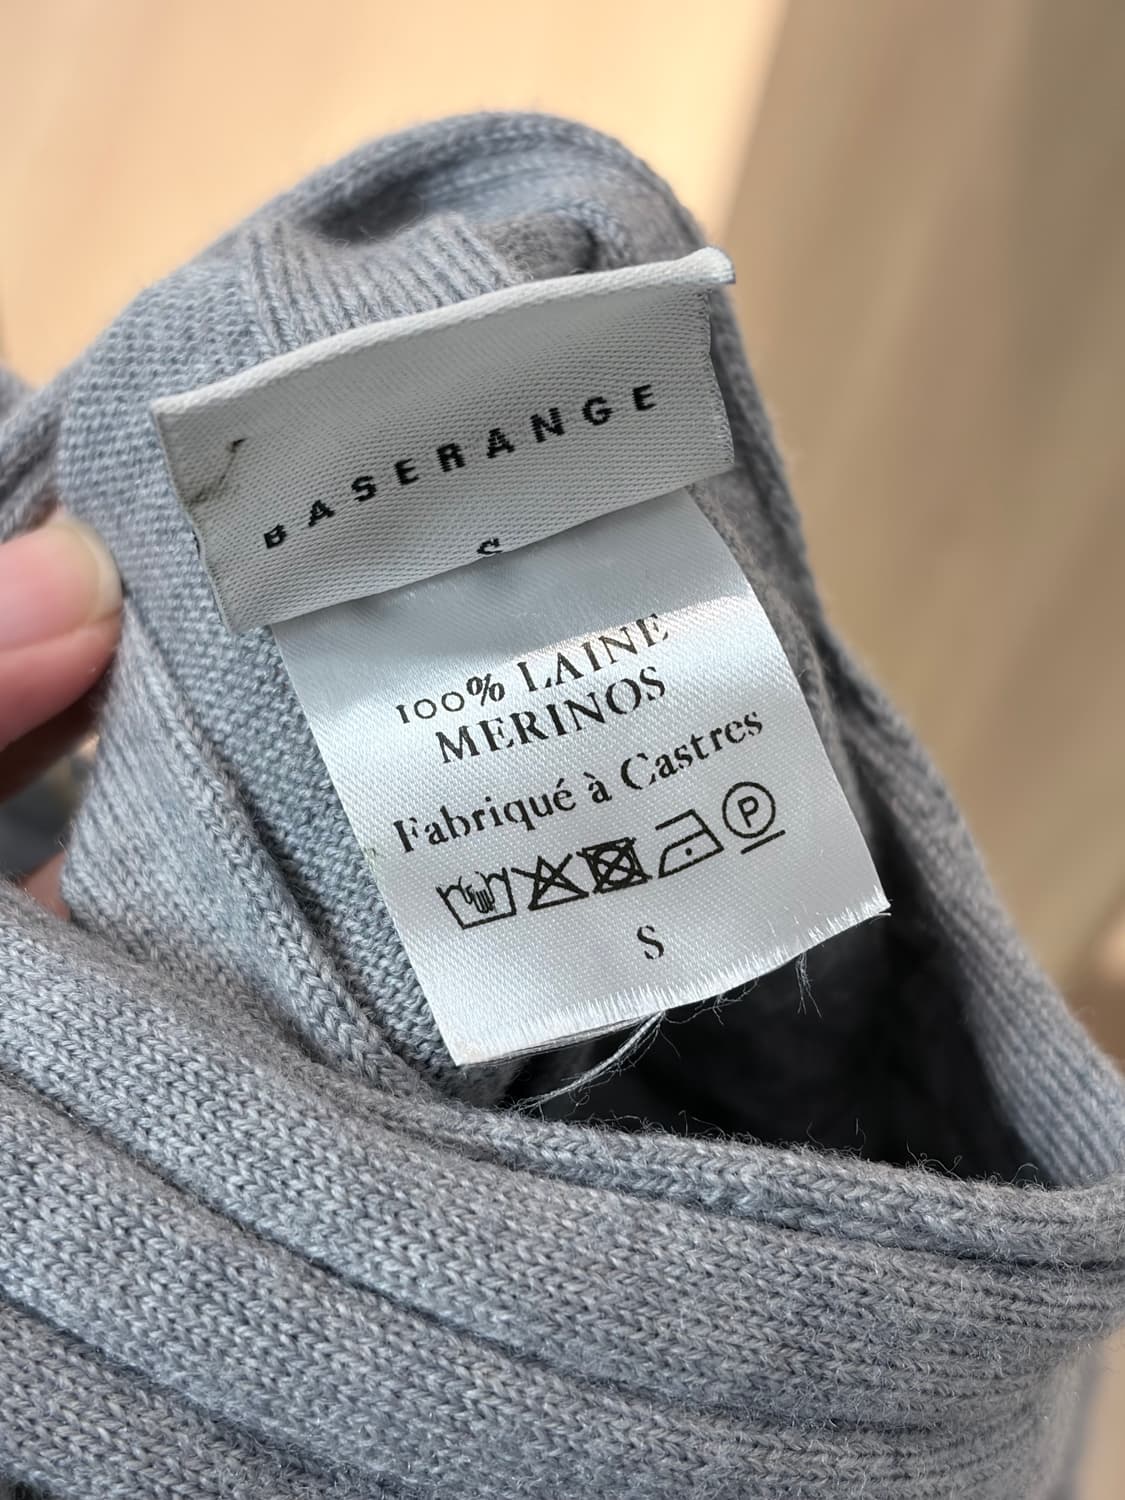 BASERANGE
S
100% LAINE
MERINOS
Fabriqué à Castres
P
S